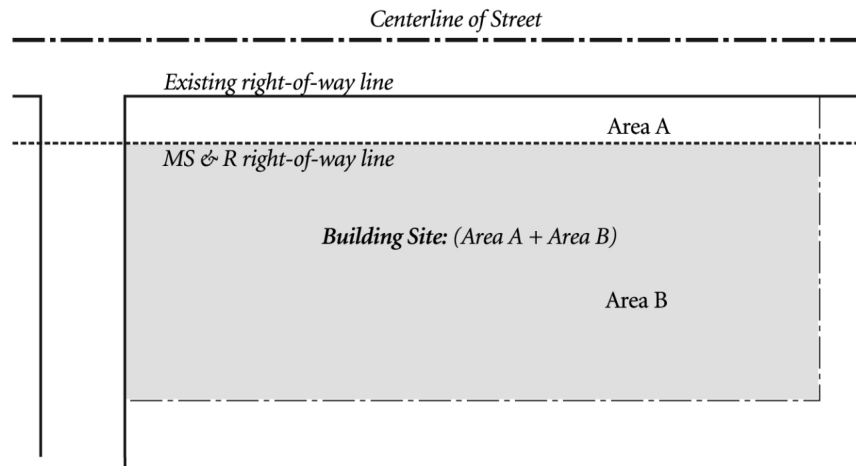 Centerline of Street
Existing right-of-way line
Area A
MS & R right-of-way line
Building Site: (Area A + Area B)
Area B